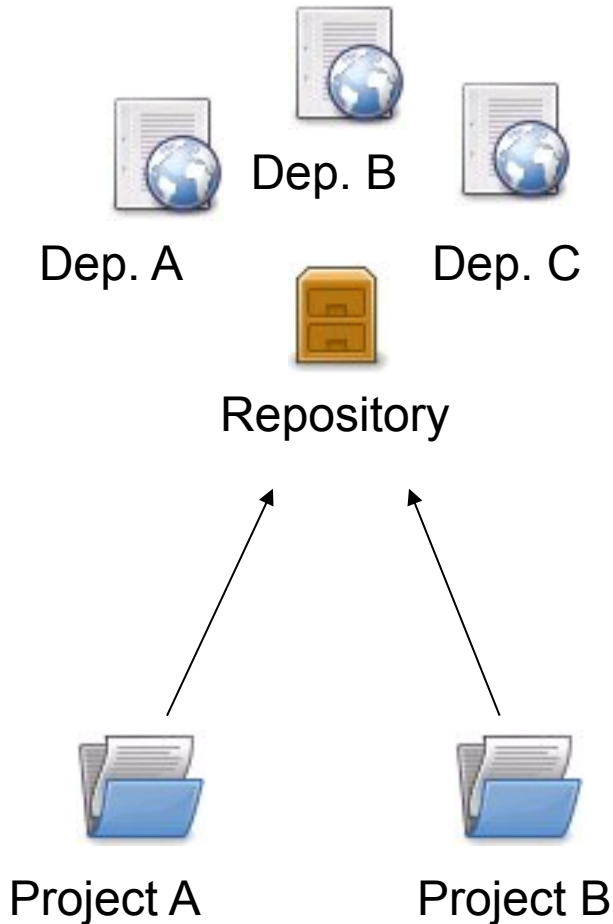 Dep. B
Dep. A
Dep. C
Repository
Project A
Project B